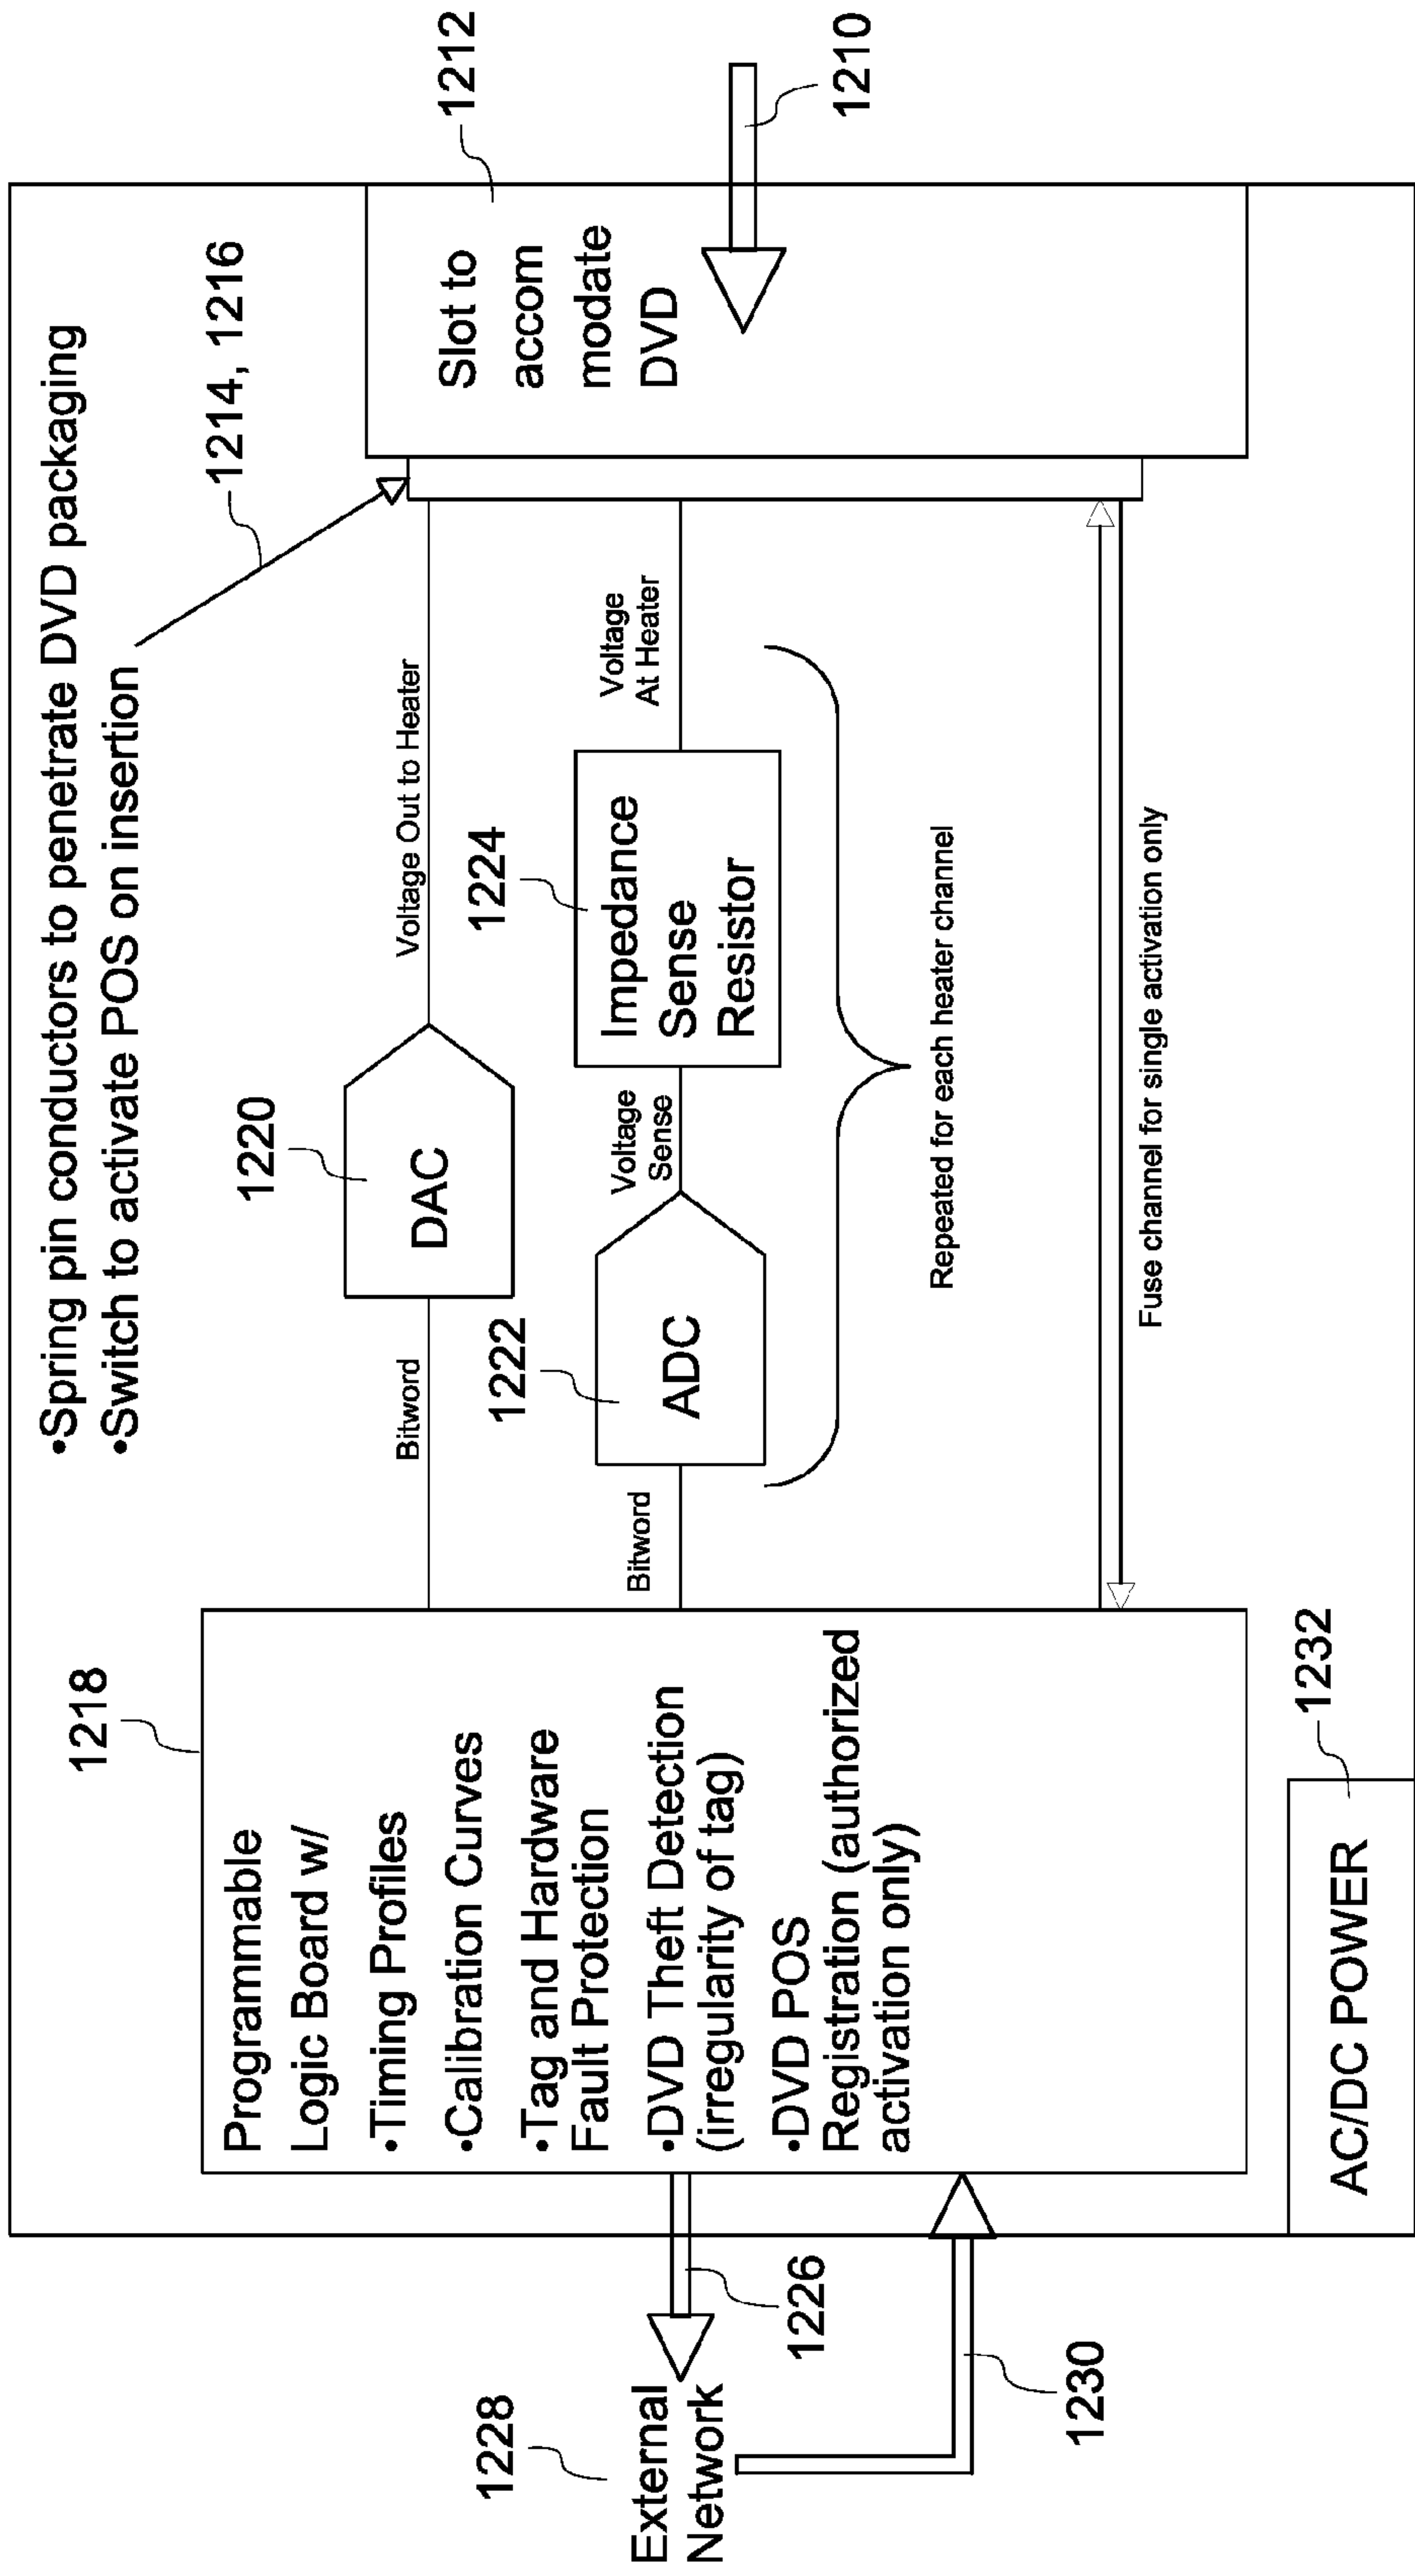 •Spring pin conductors to penetrate DVD packaging
•Switch to activate POS on insertion
1214, 1216
1212
1210
Slot to
accom
modate
DVD
1218
Programmable
Logic Board w/
•Timing Profiles
•Calibration Curves
•Tag and Hardware
Fault Protection
•DVD Theft Detection
(irregularity of tag)
•DVD POS
Registration (authorized
activation only)
Bitword
1220
DAC
Voltage Out to Heater
Bitword
1222
ADC
Voltage
Sense
1224
Impedance
Sense
Resistor
Voltage
At Heater
Repeated for each heater channel
Fuse channel for single activation only
1228
External
Network
1226
1230
AC/DC POWER
1232